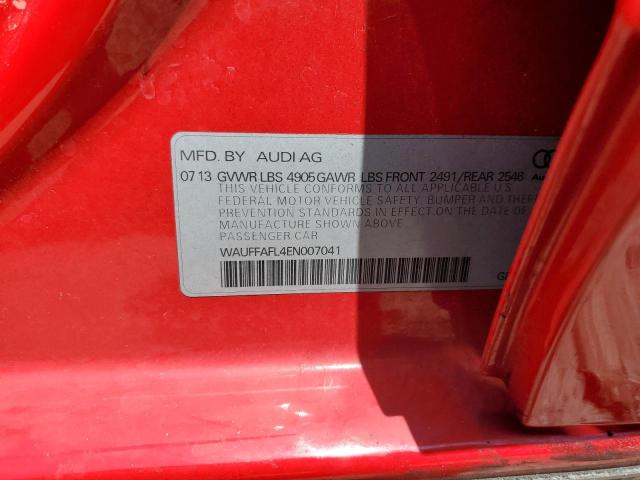 MFD. BY AUDI AG
07 13 GVWR LBS 4905 GAWR LBS FRONT 2491/REAR 2546
THIS VEHICLE CONFORMS TO ALL APPLICABLE U.S
FEDERAL MOTOR VEHICLE SAFETY, BUMPER AND THEFT
PREVENTION STANDARDS IN EFFECT ON THE DATE OF
MANUFACTURE SHOWN ABOVE
PASSENGER CAR
WAUFFAFL4EN007041